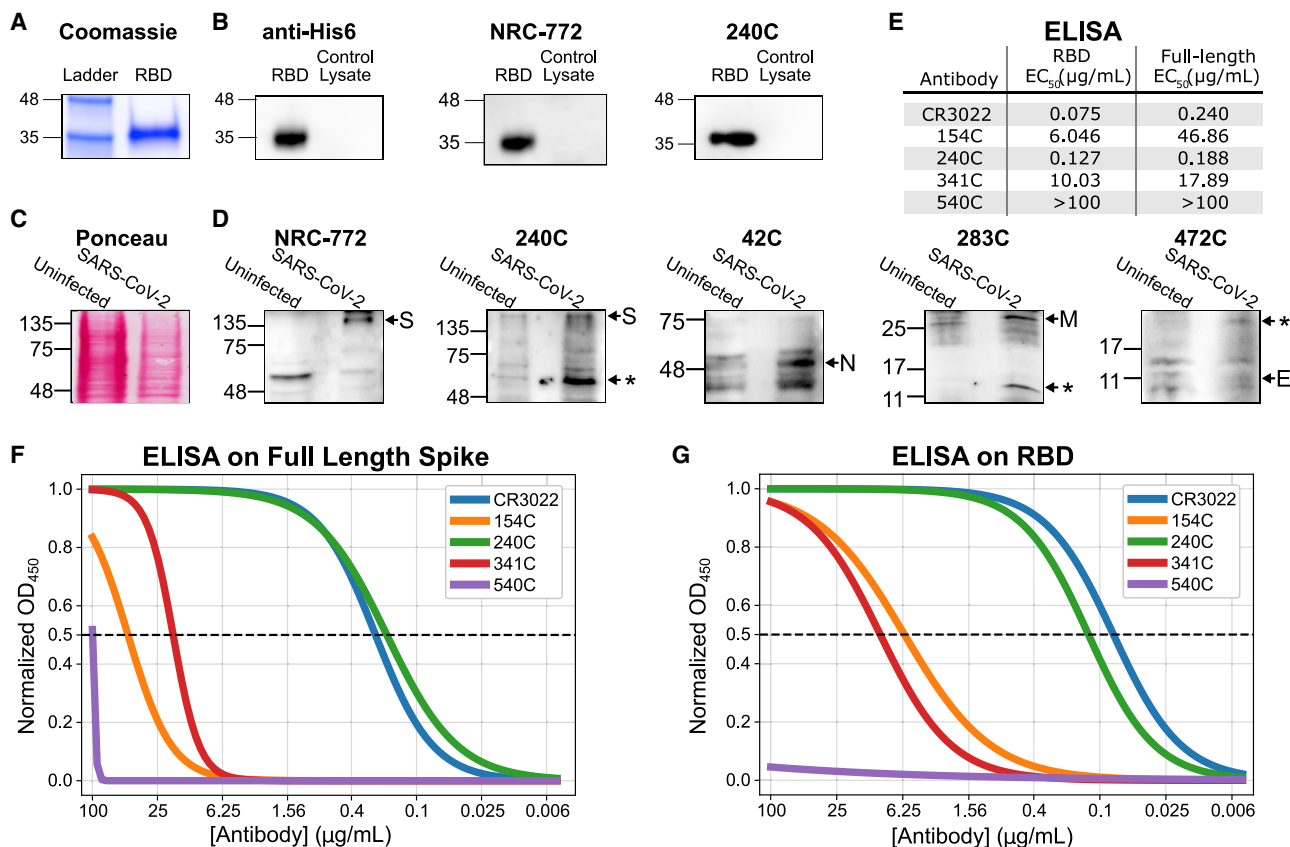 A
Coomassie
Ladder RBD
48
35
B
anti-His6
RBD Control Lysate
48
35
NRC-772
RBD Control Lysate
48
35
240C
RBD Control Lysate
48
35
E
ELISA
Antibody RBD EC50(µg/mL) Full-length EC50(µg/mL)
CR3022 0.075 0.240
154C 6.046 46.86
240C 0.127 0.188
341C 10.03 17.89
540C >100 >100
C
Ponceau
Uninfected SARS-CoV-2
135
75
48
D
NRC-772
Uninfected SARS-CoV-2
135
75
48
S
240C
Uninfected SARS-CoV-2
135
75
48
S
*
42C
Uninfected SARS-CoV-2
75
48
N
283C
Uninfected SARS-CoV-2
25
17
11
M
*
472C
Uninfected SARS-CoV-2
17
11
*
E
F
ELISA on Full Length Spike
Normalized OD450
1.0
0.8
0.6
0.5
0.4
0.2
0.0
CR3022
154C
240C
341C
540C
100 25 6.25 1.56 0.4 0.1 0.025 0.006
[Antibody] (µg/mL)
G
ELISA on RBD
Normalized OD450
1.0
0.8
0.6
0.5
0.4
0.2
0.0
CR3022
154C
240C
341C
540C
100 25 6.25 1.56 0.4 0.1 0.025 0.006
[Antibody] (µg/mL)